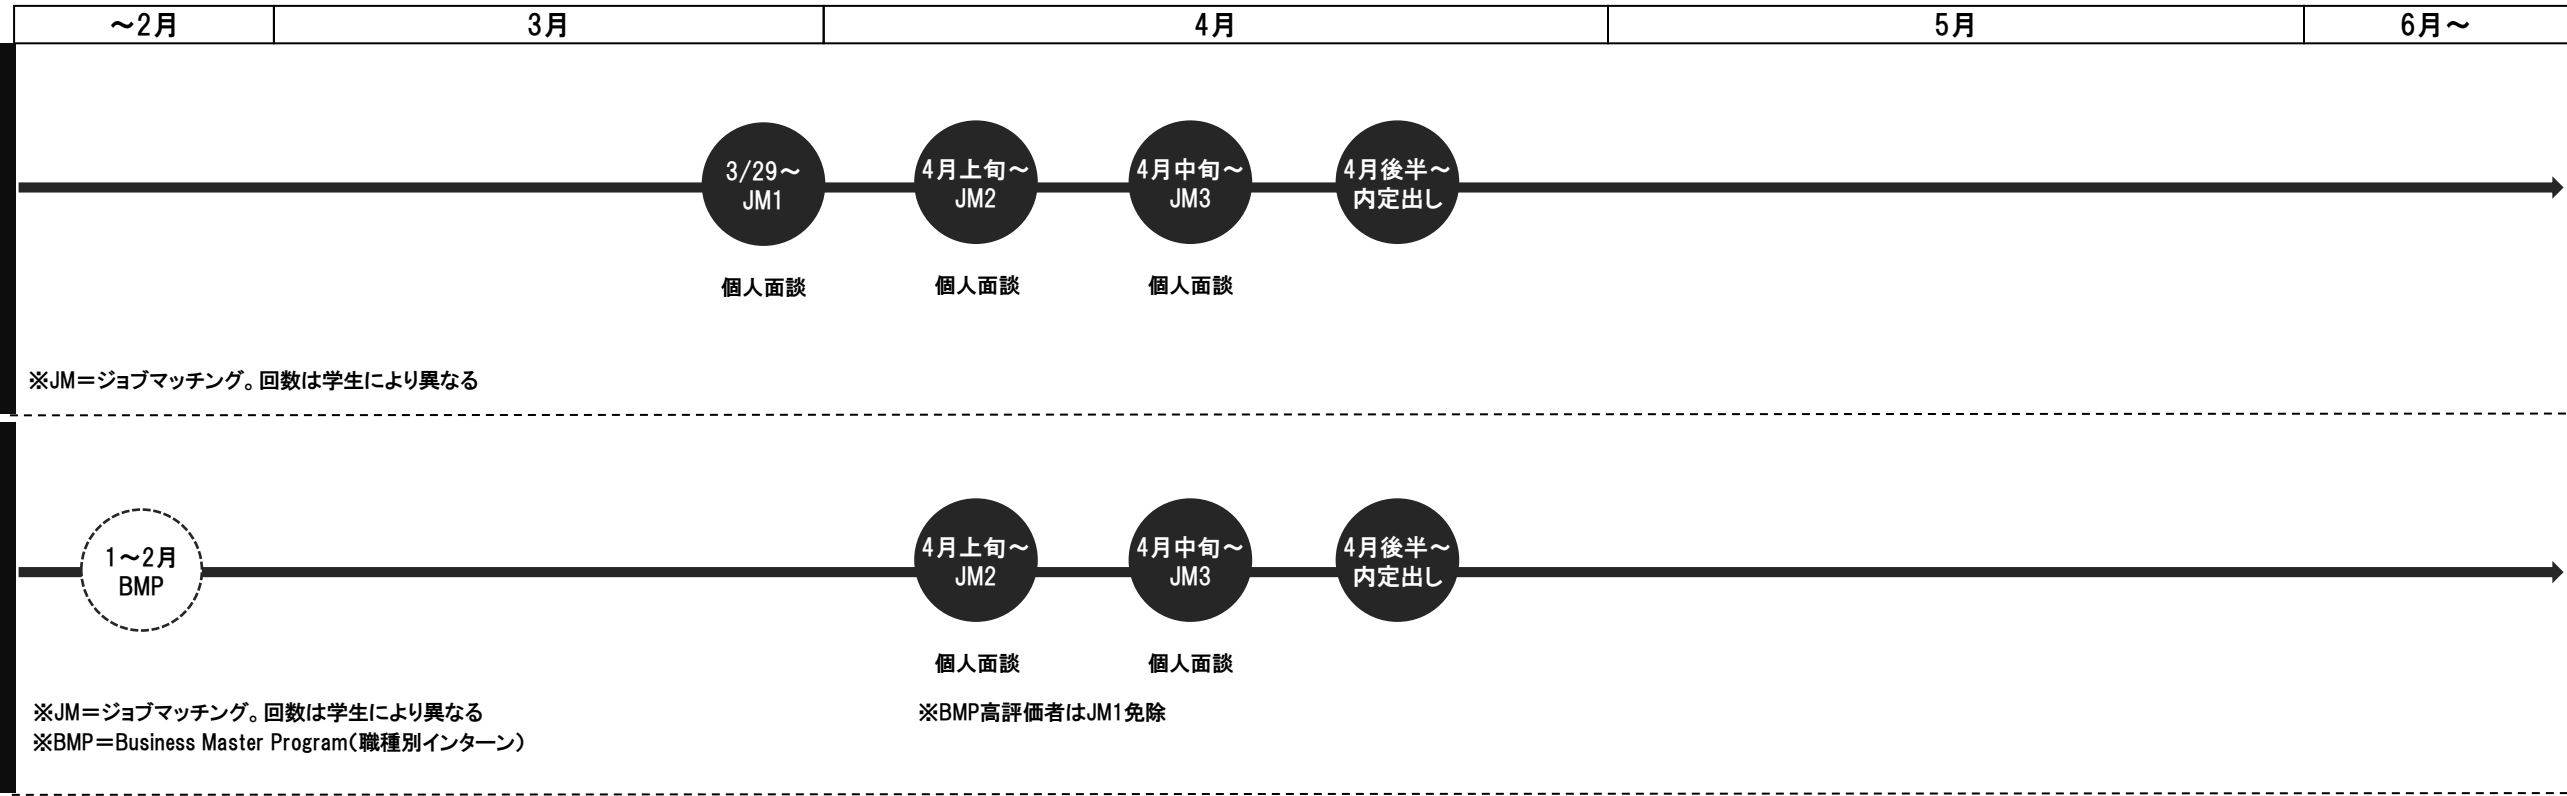 ～2月
3月
4月
5月
6月～
3/29～
JM1
4月上旬～
JM2
4月中旬～
JM3
4月後半～
内定出し
個人面談
個人面談
個人面談
※JM＝ジョブマッチング。回数は学生により異なる
1～2月
BMP
4月上旬～
JM2
4月中旬～
JM3
4月後半～
内定出し
個人面談
個人面談
※JM＝ジョブマッチング。回数は学生により異なる
※BMP高評価者はJM1免除
※BMP＝Business Master Program（職種別インターン）